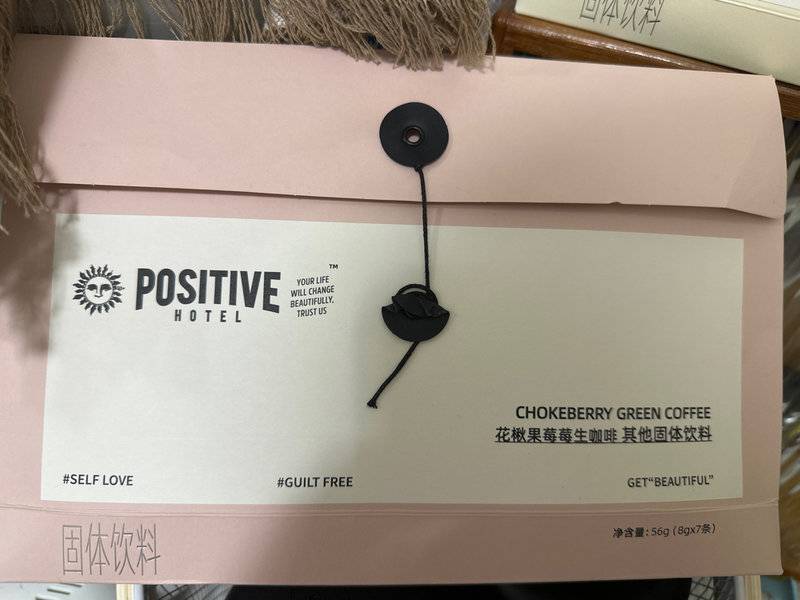 固体饮料
POSITIVE
HOTEL
™
YOUR LIFE
WILL CHANGE
BEAUTIFULLY.
TRUST US
CHOKEBERRY GREEN COFFEE
花楸果莓莓生咖啡 其他固体饮料
#SELF LOVE
#GUILT FREE
GET“BEAUTIFUL”
净含量：56g（8gx7条）
固体饮料